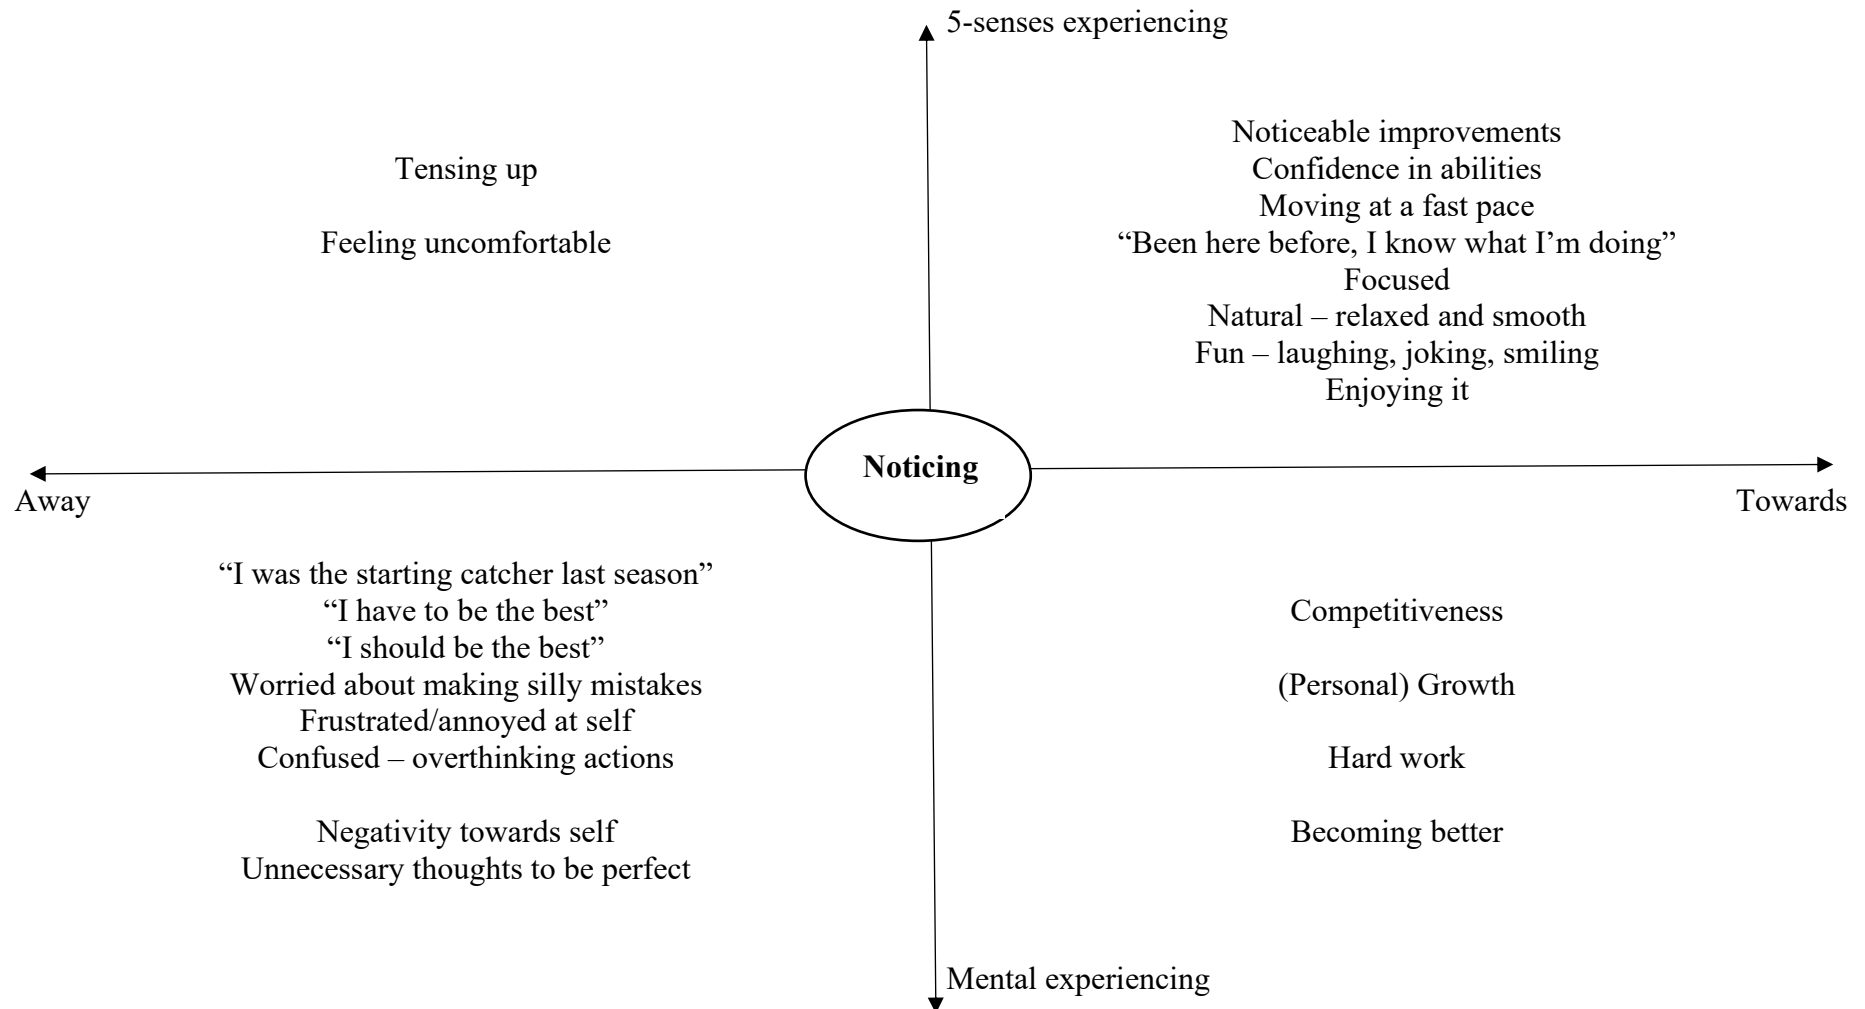 5-senses experiencing
Tensing up
Feeling uncomfortable
Noticeable improvements
Confidence in abilities
Moving at a fast pace
“Been here before, I know what I’m doing”
Focused
Natural – relaxed and smooth
Fun – laughing, joking, smiling
Enjoying it
Noticing
Away
Towards
“I was the starting catcher last season”
“I have to be the best”
“I should be the best”
Worried about making silly mistakes
Frustrated/annoyed at self
Confused – overthinking actions
Negativity towards self
Unnecessary thoughts to be perfect
Competitiveness
(Personal) Growth
Hard work
Becoming better
Mental experiencing